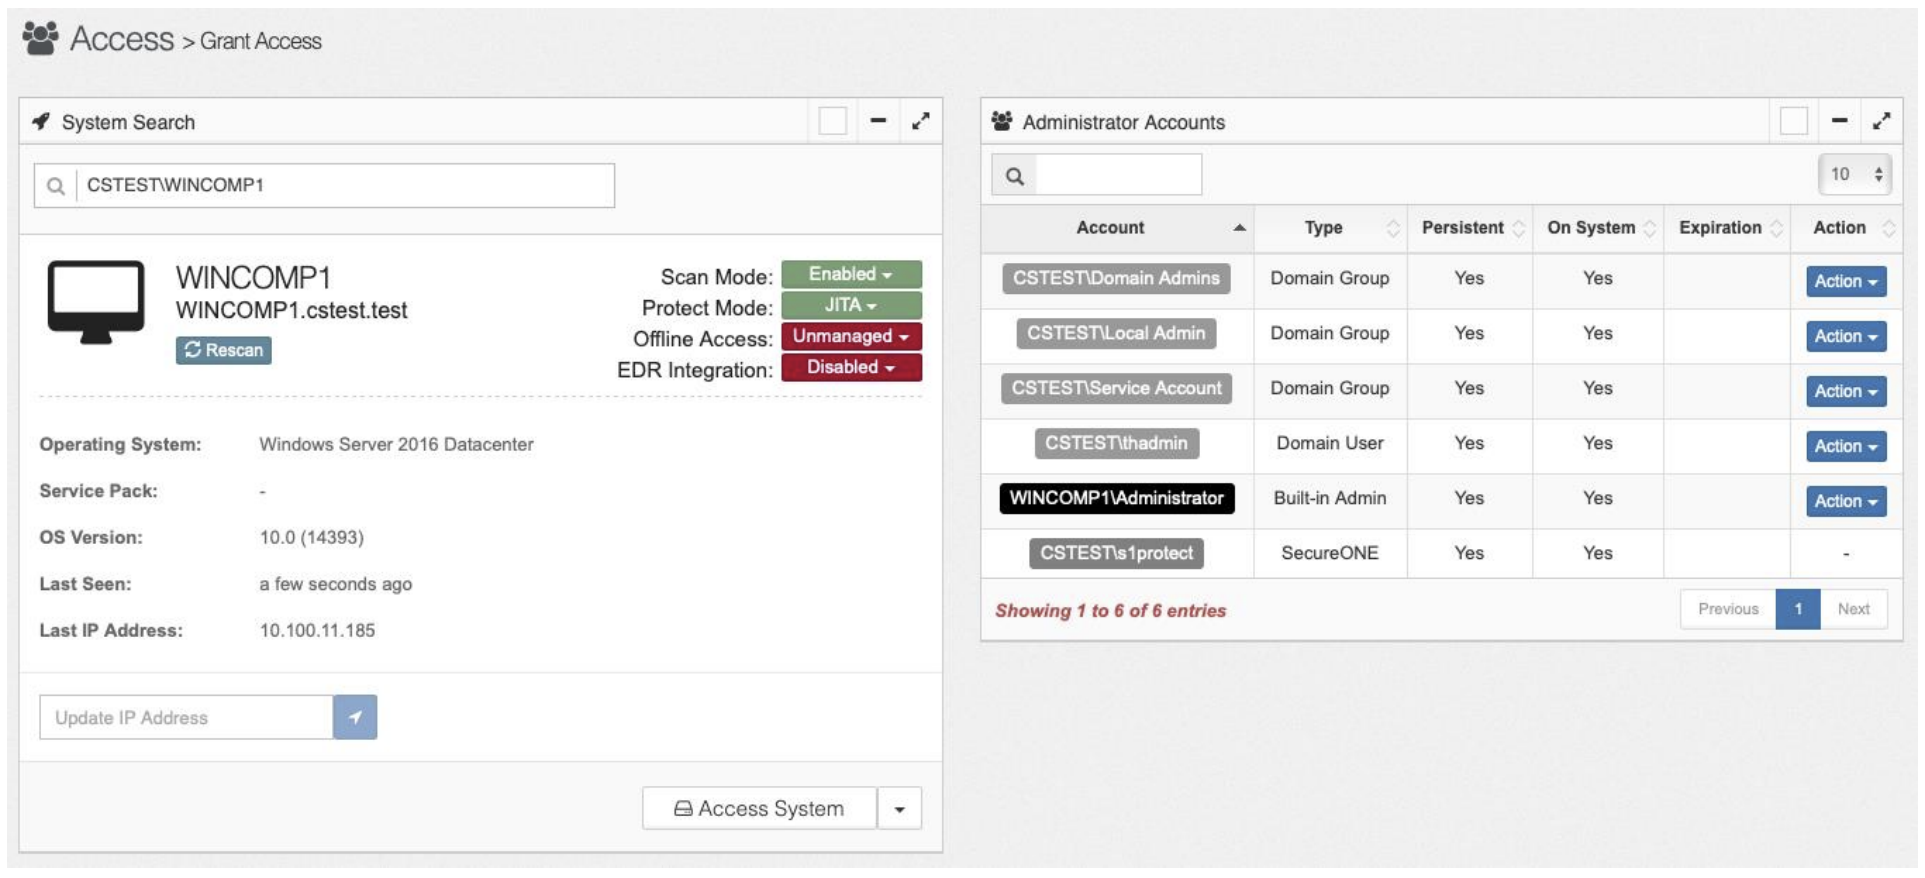 Access > Grant Access
System Search
CSTEST\WINCOMP1
WINCOMP1
WINCOMP1.cstest.test
Rescan
Scan Mode: Enabled
Protect Mode: JITA
Offline Access: Unmanaged
EDR Integration: Disabled
Operating System: Windows Server 2016 Datacenter
Service Pack: -
OS Version: 10.0 (14393)
Last Seen: a few seconds ago
Last IP Address: 10.100.11.185
Update IP Address
Access System
Administrator Accounts
10
Account Type Persistent On System Expiration Action
CSTEST\Domain Admins Domain Group Yes Yes Action
CSTEST\Local Admin Domain Group Yes Yes Action
CSTEST\Service Account Domain Group Yes Yes Action
CSTEST\thadmin Domain User Yes Yes Action
WINCOMP1\Administrator Built-in Admin Yes Yes Action
CSTEST\s1protect SecureONE Yes Yes -
Showing 1 to 6 of 6 entries
Previous 1 Next